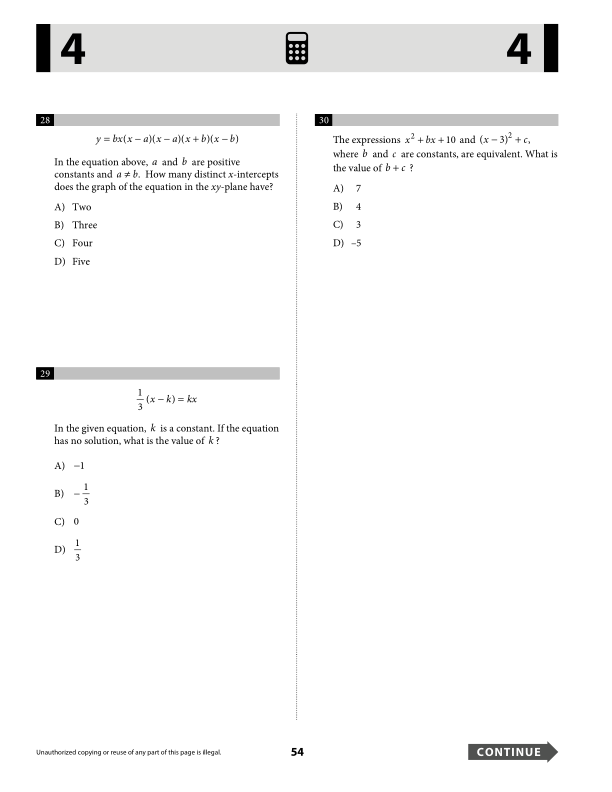 4
4
28
y = bx(x − a)(x − a)(x + b)(x − b)
In the equation above, a and b are positive
constants and a ≠ b. How many distinct x-intercepts
does the graph of the equation in the xy-plane have?
A) Two
B) Three
C) Four
D) Five
29
1/3 (x − k) = kx
In the given equation, k is a constant. If the equation
has no solution, what is the value of k ?
A) −1
B) − 1/3
C) 0
D) 1/3
30
The expressions x² + bx + 10 and (x − 3)² + c,
where b and c are constants, are equivalent. What is
the value of b + c ?
A) 7
B) 4
C) 3
D) –5
Unauthorized copying or reuse of any part of this page is illegal.
54
CONTINUE